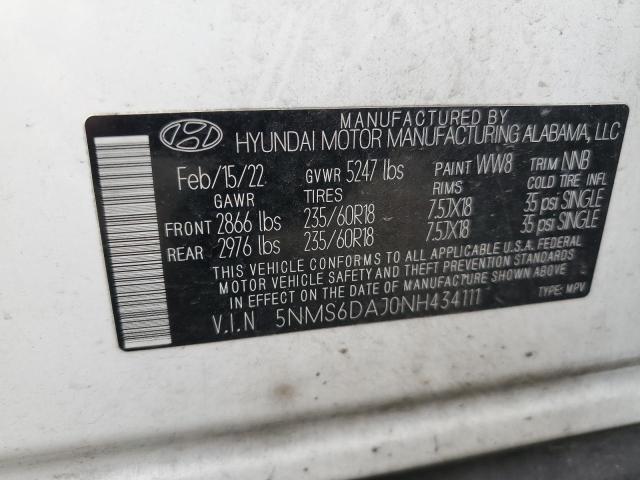 MANUFACTURED BY
HYUNDAI MOTOR MANUFACTURING ALABAMA, LLC
Feb/15/22 GVWR 5247 lbs PAINT WW8 TRIM NNB
GAWR TIRES RIMS COLD TIRE INFL
FRONT 2866 lbs 235/60R18 7.5JX18 35 psi SINGLE
REAR 2976 lbs 235/60R18 7.5JX18 35 psi SINGLE
THIS VEHICLE CONFORMS TO ALL APPLICABLE U.S.A. FEDERAL
MOTOR VEHICLE SAFETY AND THEFT PREVENTION STANDARDS
IN EFFECT ON THE DATE OF MANUFACTURE SHOWN ABOVE.
V.I.N 5NMS6DAJ0NH434111 TYPE: MPV